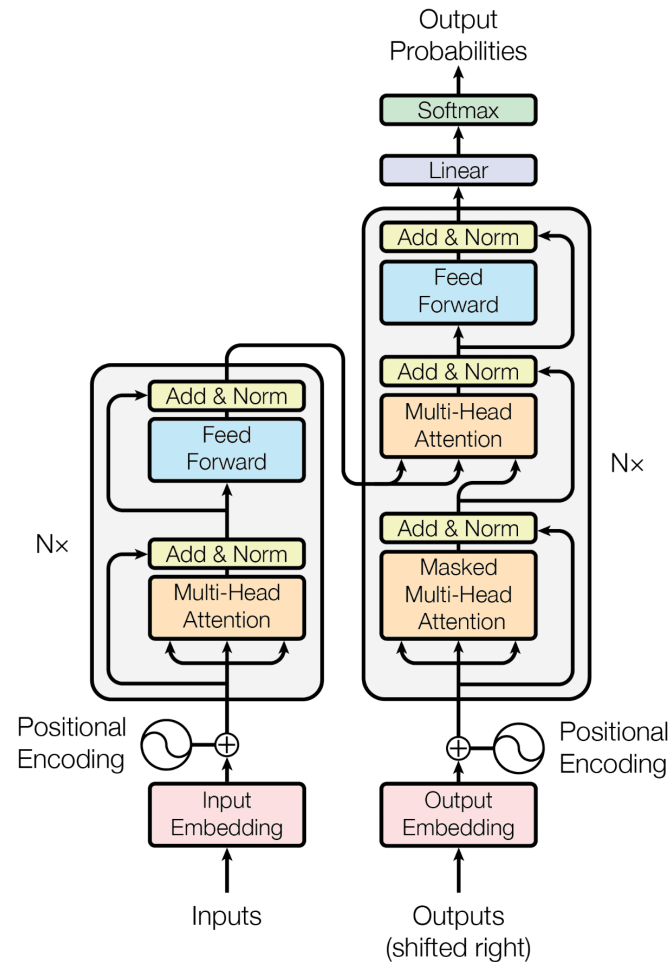 Output
Probabilities
Softmax
Linear
Add & Norm
Feed
Forward
Add & Norm
Multi-Head
Attention
Add & Norm
Masked
Multi-Head
Attention
Nx
Add & Norm
Feed
Forward
Add & Norm
Multi-Head
Attention
Nx
Positional
Encoding
Positional
Encoding
Input
Embedding
Output
Embedding
Inputs
Outputs
(shifted right)